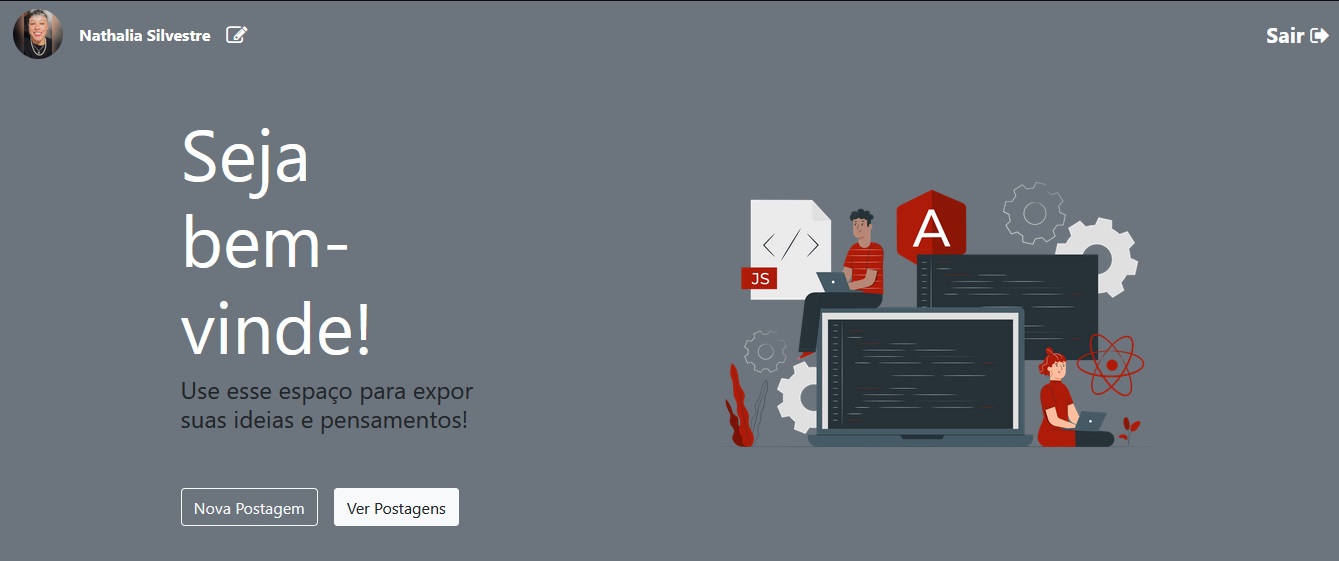 Nathalia Silvestre
Sair
Seja
bem-
vinde!
Use esse espaço para expor
suas ideias e pensamentos!
Nova Postagem
Ver Postagens
</>
JS
A